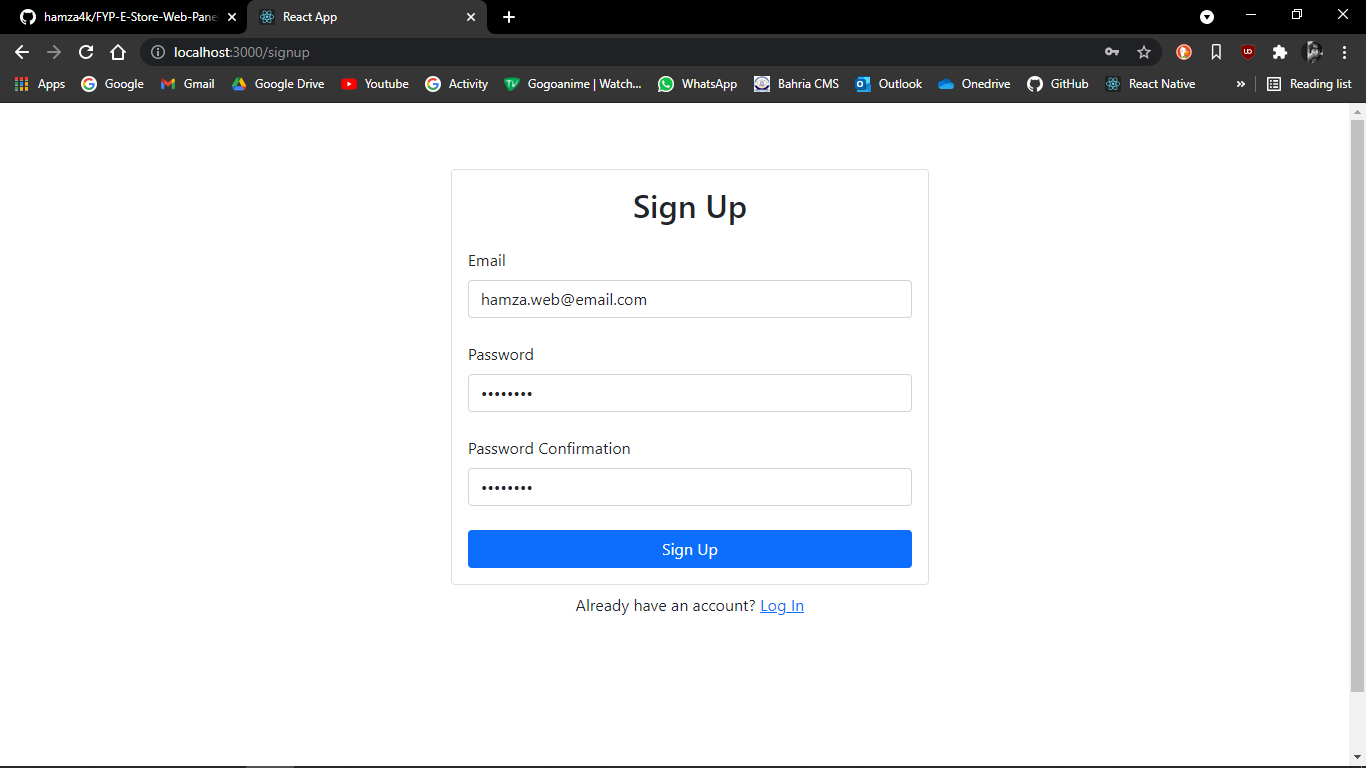 hamza4k/FYP-E-Store-Web-Pane
React App
localhost:3000/signup
Apps
Google
Gmail
Google Drive
Youtube
Activity
Gogoanime | Watch...
WhatsApp
Bahria CMS
Outlook
Onedrive
GitHub
React Native
»
Reading list
Sign Up
Email
hamza.web@email.com
Password
••••••••
Password Confirmation
••••••••
Sign Up
Already have an account? Log In